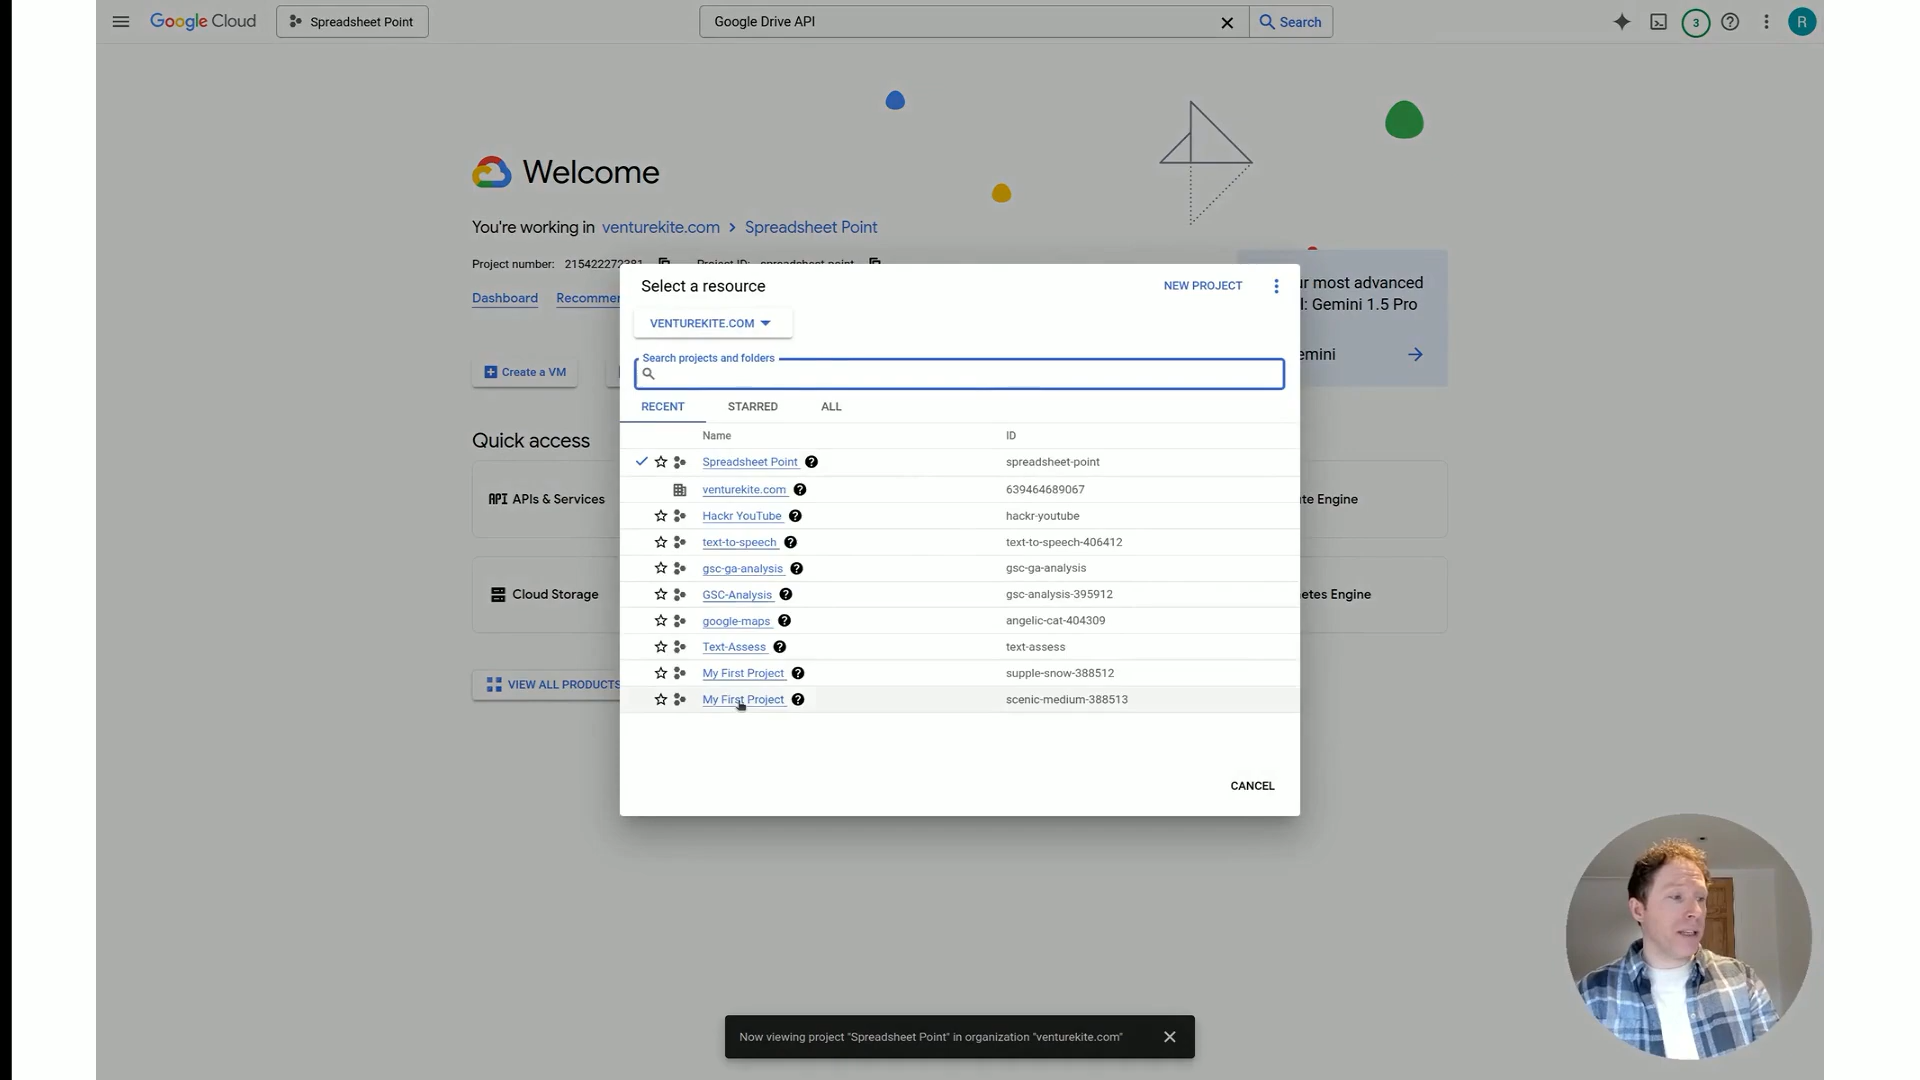 Google Cloud
Spreadsheet Point
Google Drive API
Search
3
R
Welcome
You're working in venturekite.com > Spreadsheet Point
Project number: 215422272381 Project ID: spreadsheet-point
Dashboard
Create a VM
Quick access
API APIs & Services
Cloud Storage
VIEW ALL PRODUCTS
Select a resource
NEW PROJECT
VENTUREKITE.COM
Search projects and folders
RECENT STARRED ALL
Name ID
Spreadsheet Point spreadsheet-point
venturekite.com 639464689067
Hackr YouTube hackr-youtube
text-to-speech text-to-speech-406412
gsc-ga-analysis gsc-ga-analysis
GSC-Analysis gsc-analysis-395912
google-maps angelic-cat-404309
Text-Assess text-assess
My First Project supple-snow-388512
My First Project scenic-medium-388513
CANCEL
most advanced
: Gemini 1.5 Pro
Engine
Engine
Now viewing project "Spreadsheet Point" in organization "venturekite.com"